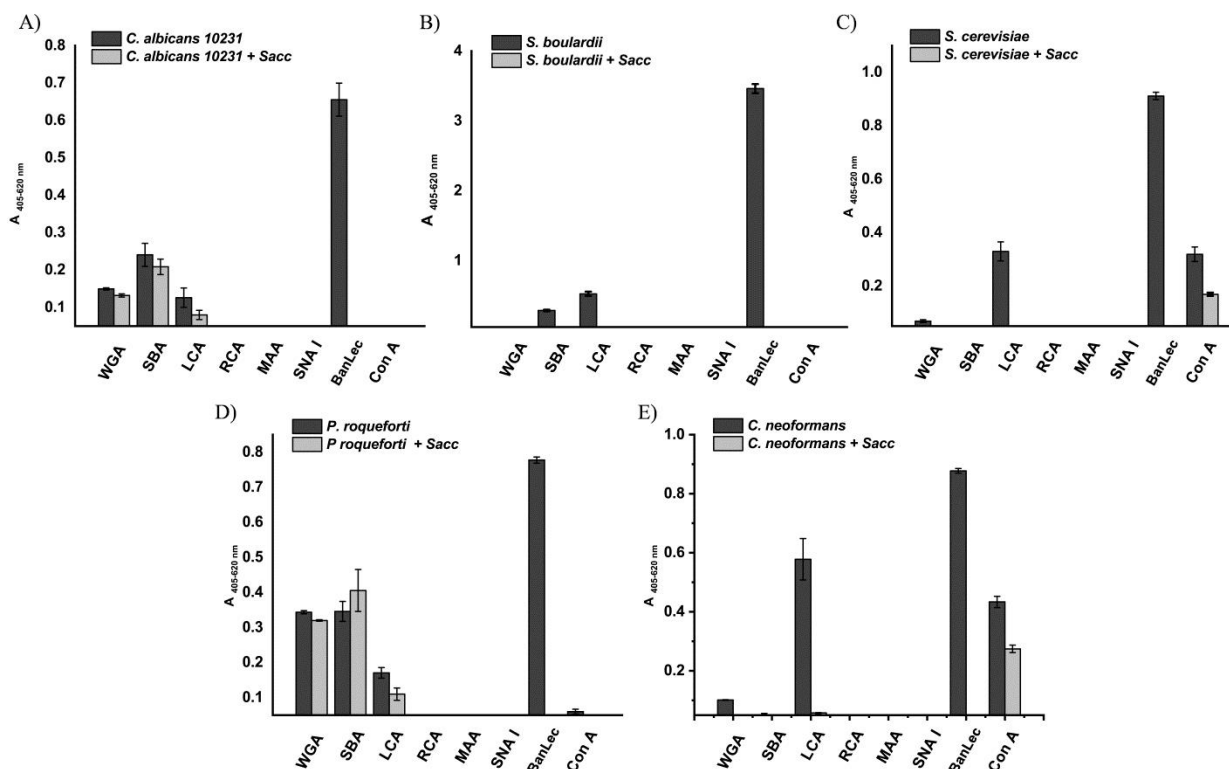 A)
C. albicans 10231
C. albicans 10231 + Sacc
0.8
0.7
0.6
0.5
0.4
0.3
0.2
0.1
A 405-620 nm
WGA
SBA
LCA
RCA
MAA
SNA I
BanLec
Con A
B)
S. boulardii
S. boulardii + Sacc
4
3
2
1
A 405-620 nm
WGA
SBA
LCA
RCA
MAA
SNA I
BanLec
Con A
C)
S. cerevisiae
S. cerevisiae + Sacc
1.0
0.8
0.6
0.4
0.2
A 405-620 nm
WGA
SBA
LCA
RCA
MAA
SNA I
BanLec
Con A
D)
P. roqueforti
P roqueforti + Sacc
0.8
0.7
0.6
0.5
0.4
0.3
0.2
0.1
A 405-620 nm
WGA
SBA
LCA
RCA
MAA
SNA I
BanLec
Con A
E)
C. neoformans
C. neoformans + Sacc
1.0
0.8
0.6
0.4
0.2
A 405-620 nm
WGA
SBA
LCA
RCA
MAA
SNA I
BanLec
Con A